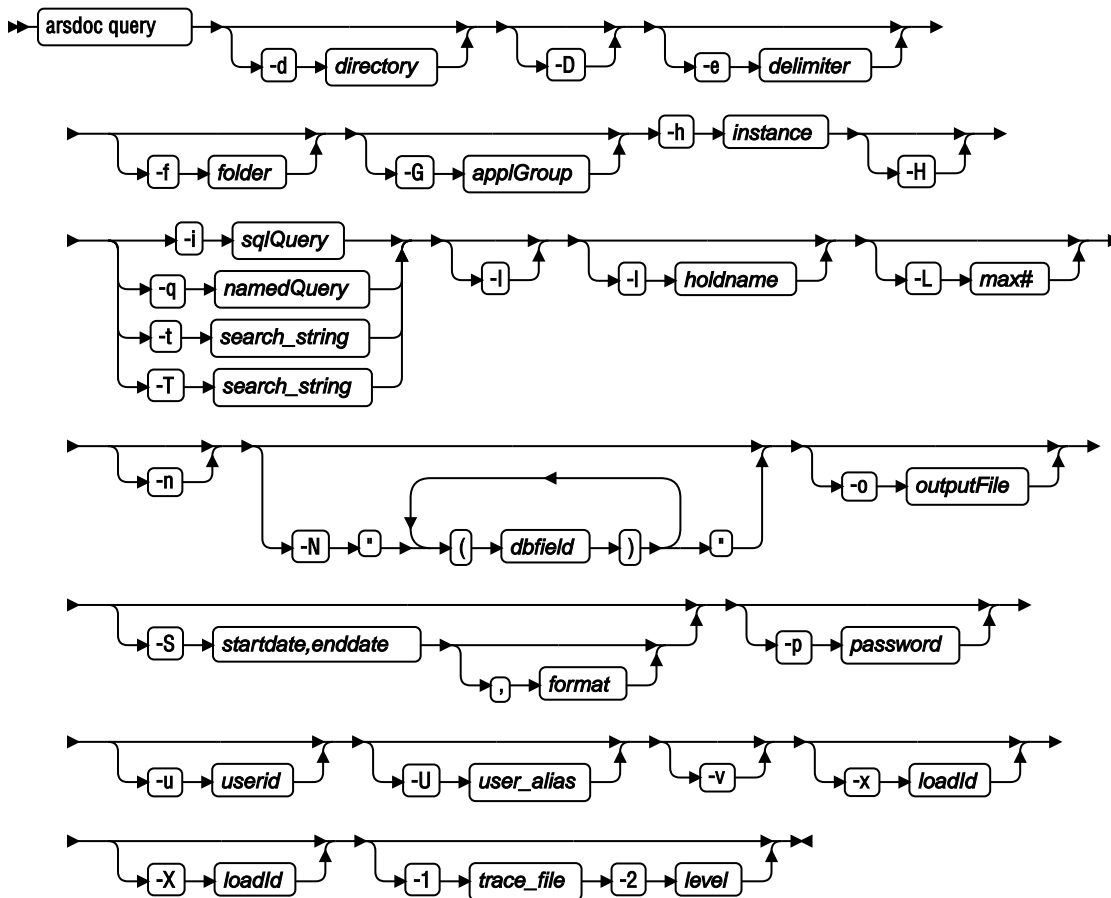 arsdoc query
-d directory -D -e delimiter
-f folder -G applGroup -h instance -H
-i sqlQuery -I -l holdname -L max#
-q namedQuery
-t search_string
-T search_string
-n -N " ( dbfield ) " -o outputFile
-S startdate,enddate , format -p password
-u userid -U user_alias -v -x loadId
-X loadId -1 trace_file -2 level